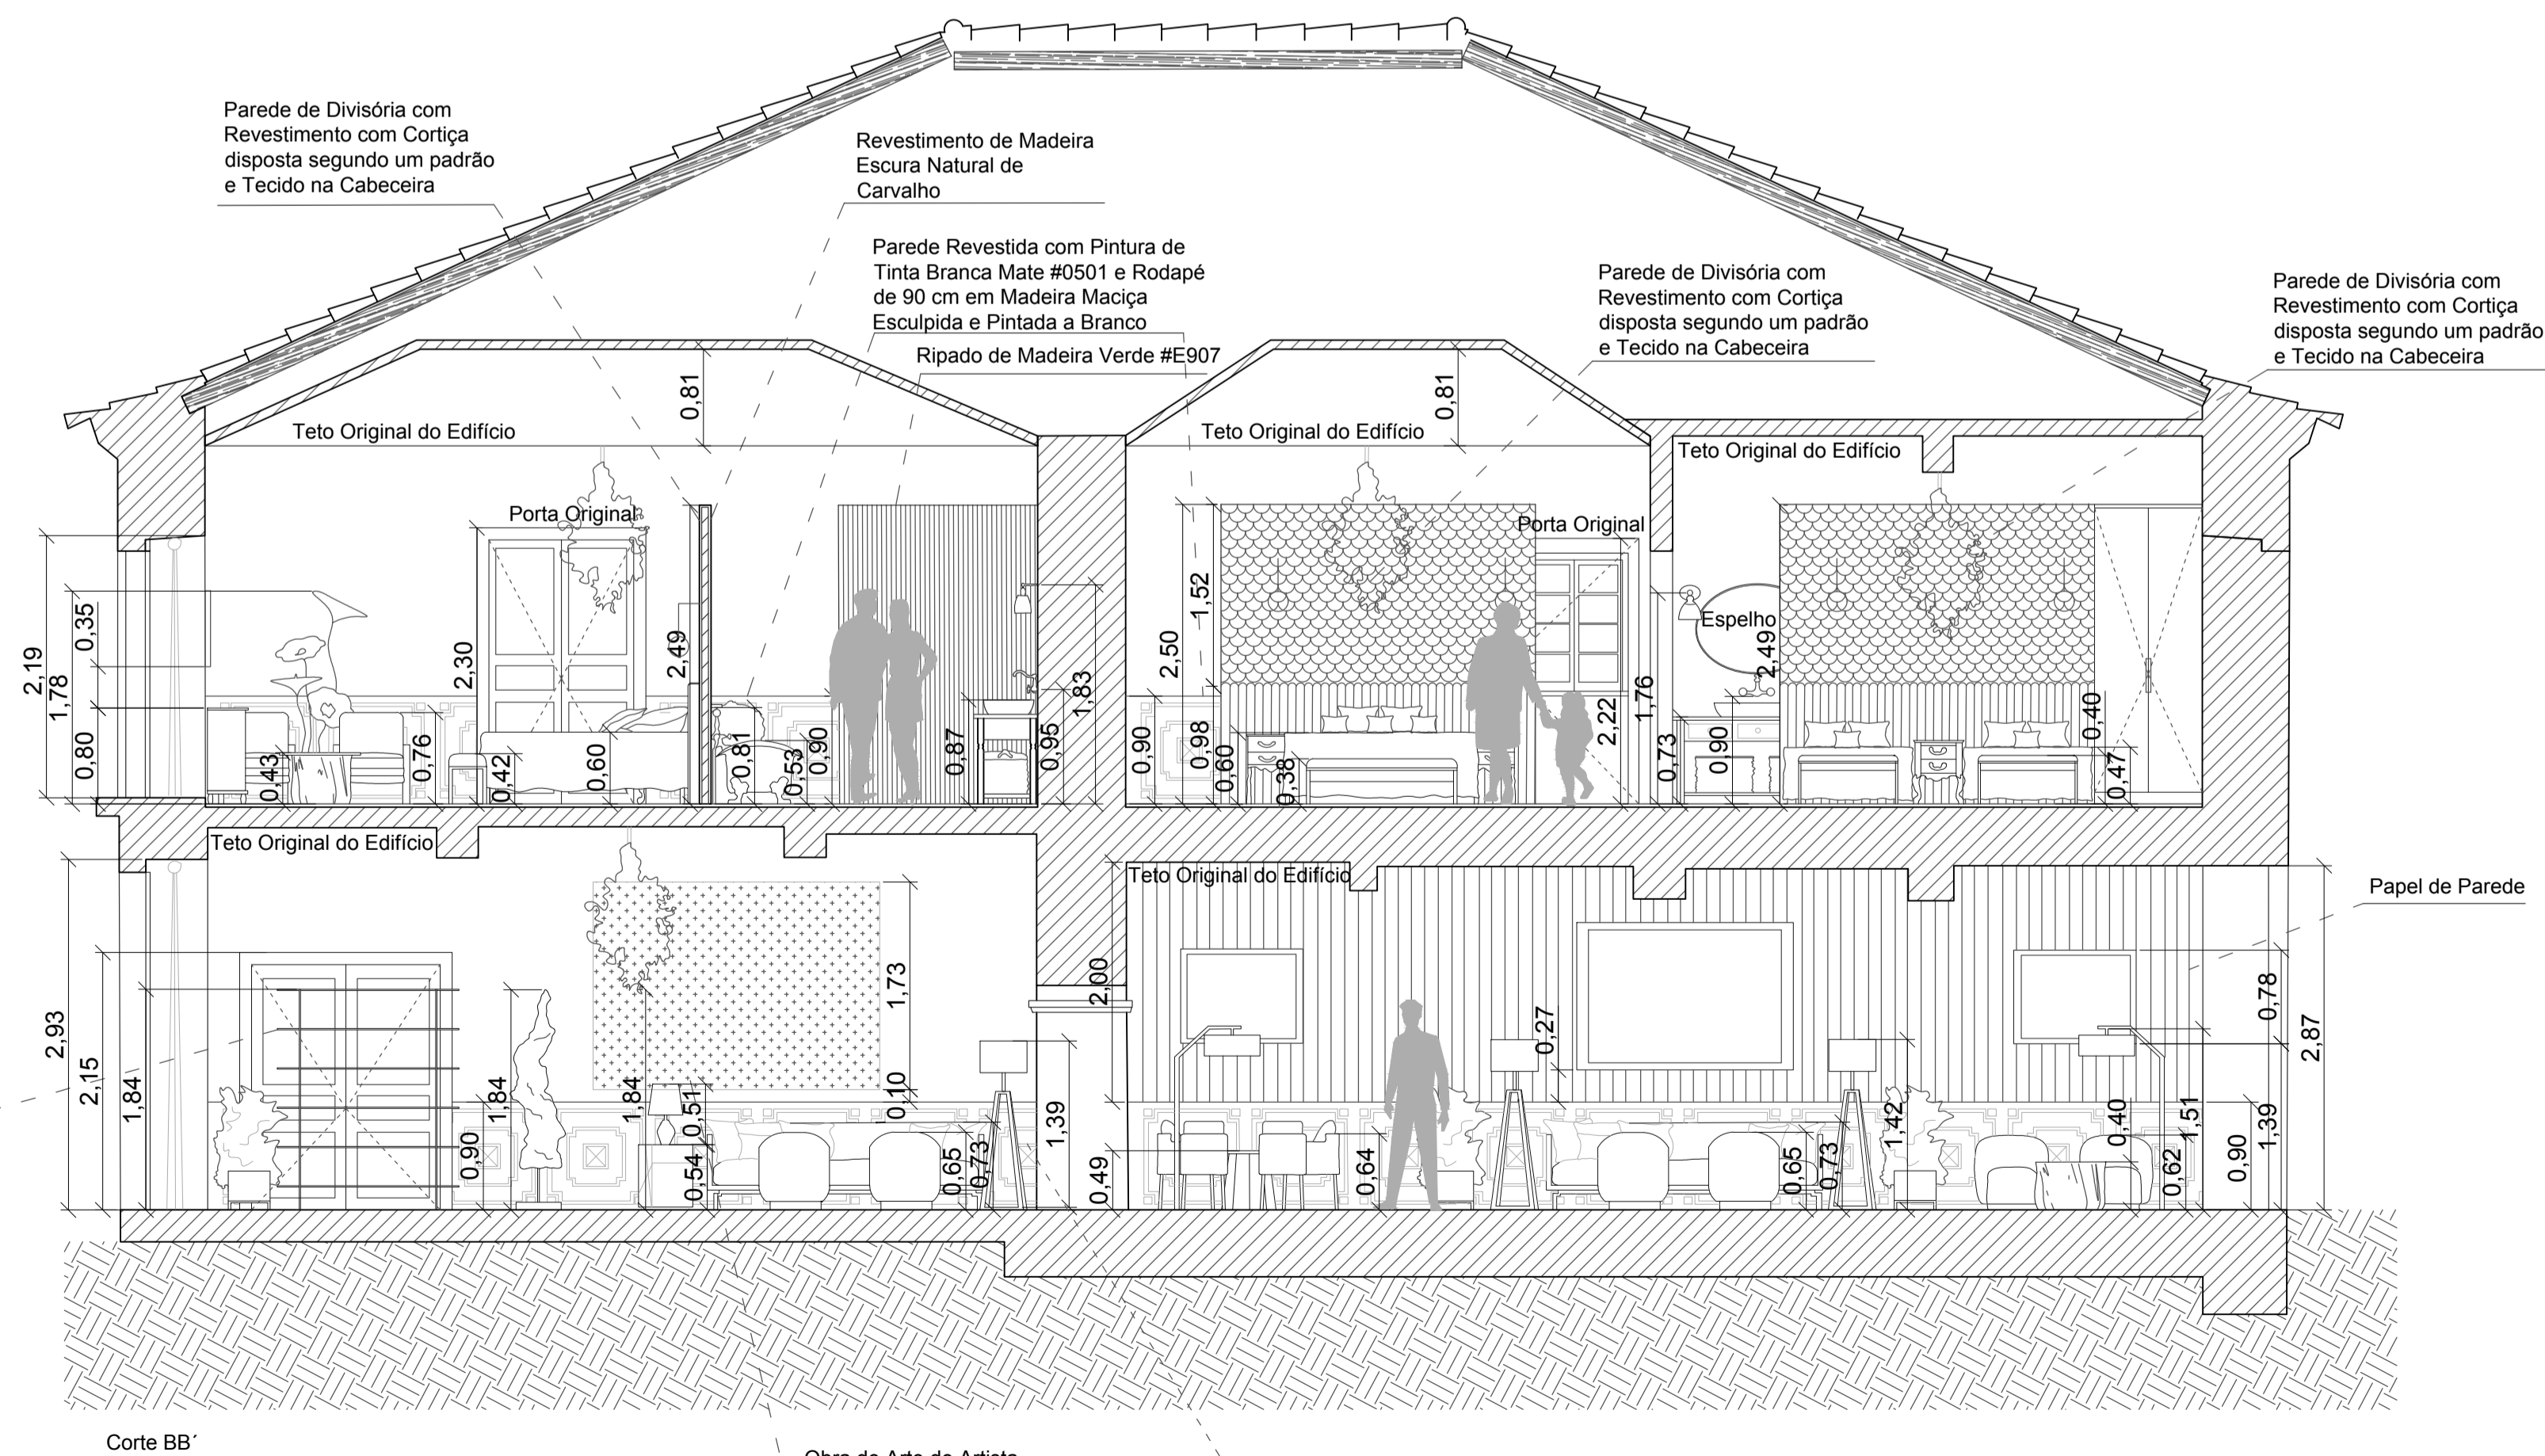 Parede de Divisória com
Revestimento com Cortiça
disposta segundo um padrão
e Tecido na Cabeceira
Revestimento de Madeira
Escura Natural de
Carvalho
Parede Revestida com Pintura de
Tinta Branca Mate #0501 e Rodapé
de 90 cm em Madeira Maciça
Esculpida e Pintada a Branco
Ripado de Madeira Verde #E907
Parede de Divisória com
Revestimento com Cortiça
disposta segundo um padrão
e Tecido na Cabeceira
Parede de Divisória com
Revestimento com Cortiça
disposta segundo um padrão
e Tecido na Cabeceira
0,81
0,81
Teto Original do Edifício
Teto Original do Edifício
Teto Original do Edifício
Porta Original
Porta Original
Espelho
2,19
1,78
0,35
0,80
0,43
0,76
2,30
0,42
0,60
2,49
0,81
0,53
0,90
0,87
0,95
1,83
0,90
2,50
1,52
0,98
0,60
0,38
2,22
1,76
0,73
0,90
2,49
0,40
0,47
Teto Original do Edifício
Teto Original do Edifício
Papel de Parede
2,93
2,15
1,84
0,90
1,84
1,84
0,51
0,54
1,73
0,10
0,65
0,73
1,39
2,00
0,49
0,64
0,27
0,65
0,73
1,42
0,40
0,62
1,51
0,90
1,39
0,78
2,87
Corte BB´